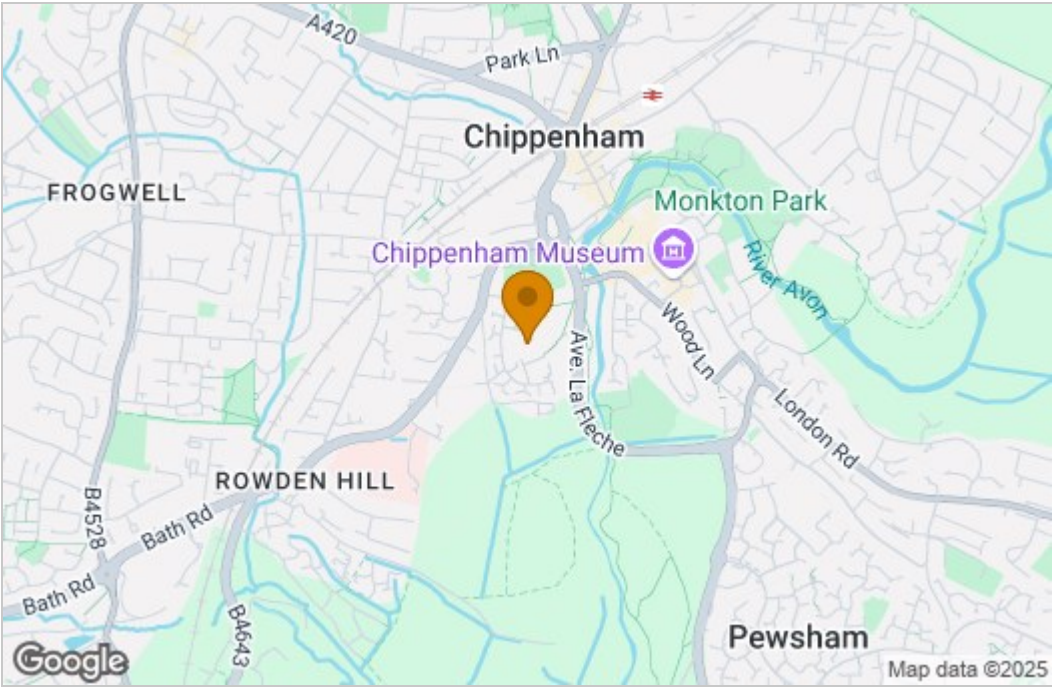 A420
Park Ln
Chippenham
FROGWELL
Monkton Park
Chippenham Museum
River Avon
Wood Ln
Ave. La Fleche
London Rd
ROWDEN HILL
B4528
Bath Rd
Bath Rd
B4643
Pewsham
Google
Map data ©2025